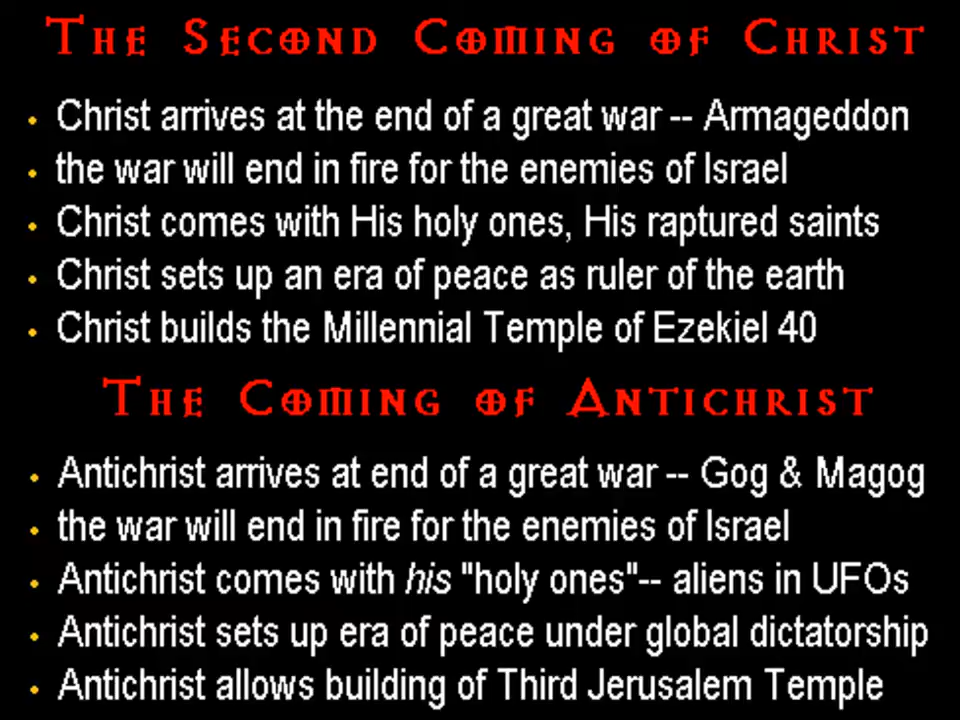 The Second Coming of Christ
• Christ arrives at the end of a great war -- Armageddon
• the war will end in fire for the enemies of Israel
• Christ comes with His holy ones, His raptured saints
• Christ sets up an era of peace as ruler of the earth
• Christ builds the Millennial Temple of Ezekiel 40
The Coming of Antichrist
• Antichrist arrives at end of a great war -- Gog & Magog
• the war will end in fire for the enemies of Israel
• Antichrist comes with his "holy ones"-- aliens in UFOs
• Antichrist sets up era of peace under global dictatorship
• Antichrist allows building of Third Jerusalem Temple